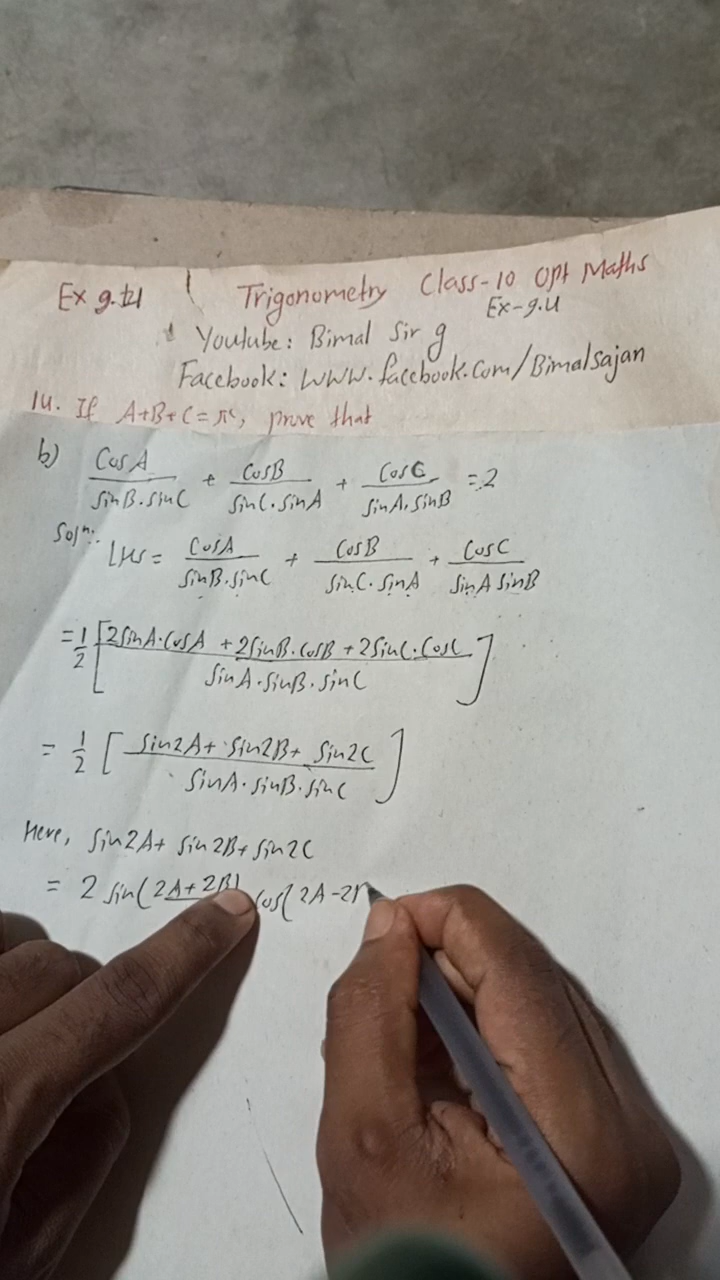 Ex 9.4 Trigonometry Class-10 Opt Maths
Ex-9.4
Youtube: Bimal Sir g
Facebook: www.facebook.com/Bimalsajan
14. If A+B+C=πᶜ, prove that
b) CosA/SinB.SinC + CosB/SinC.SinA + CosC/SinA.SinB = 2
Solⁿ:
LHS = CosA/SinB.SinC + CosB/SinC.SinA + CosC/SinA SinB
= 1/2 [2SinA.CosA + 2SinB.CosB + 2SinC.CosC / SinA.SinB.SinC]
= 1/2 [Sin2A + Sin2B + Sin2C / SinA.SinB.SinC]
Here, Sin2A + Sin2B + Sin2C
= 2 Sin(2A+2B) Cos(2A-2